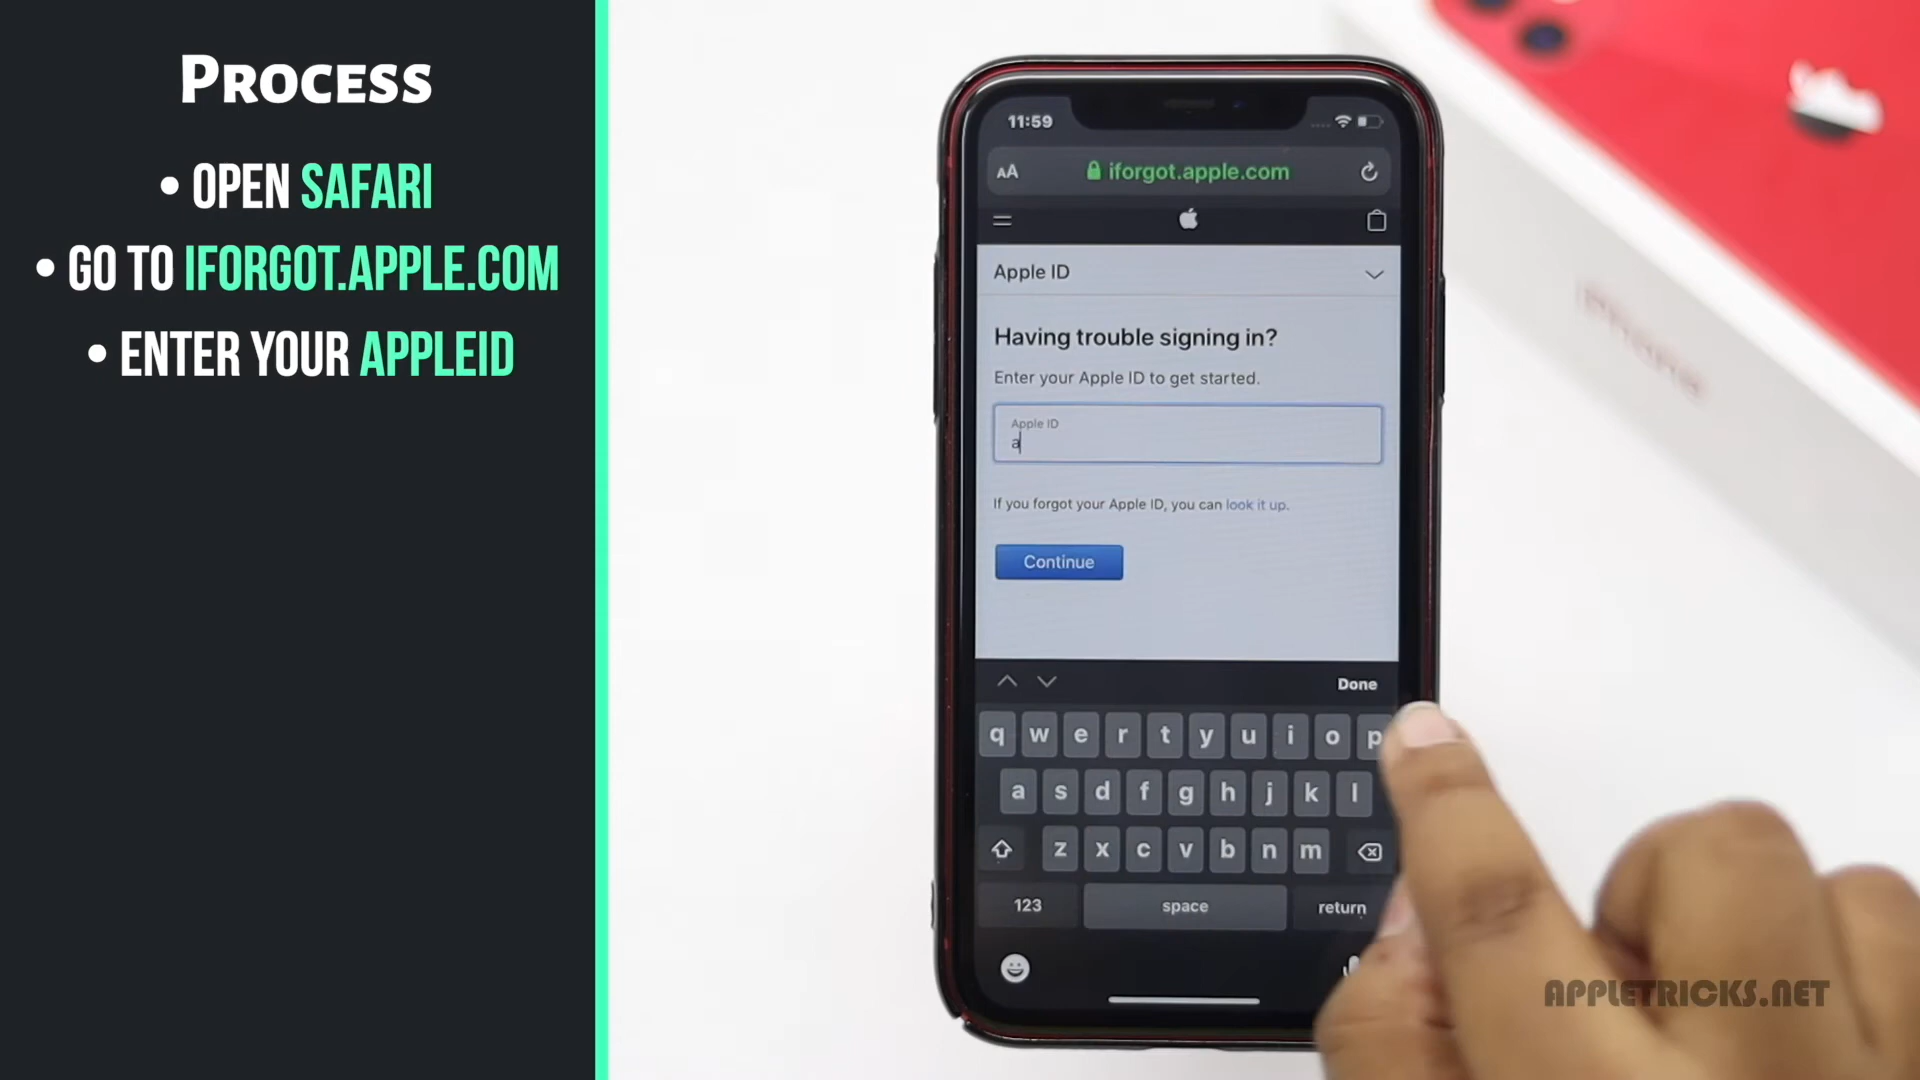 Process
• OPEN SAFARI
• GO TO IFORGOT.APPLE.COM
• ENTER YOUR APPLEID
11:59
AA iforgot.apple.com
Apple ID
Having trouble signing in?
Enter your Apple ID to get started.
Apple ID
a
If you forgot your Apple ID, you can look it up.
Continue
Done
q w e r t y u i o p
a s d f g h j k l
z x c v b n m
123 space return
iPhone
APPLETRICKS.NET